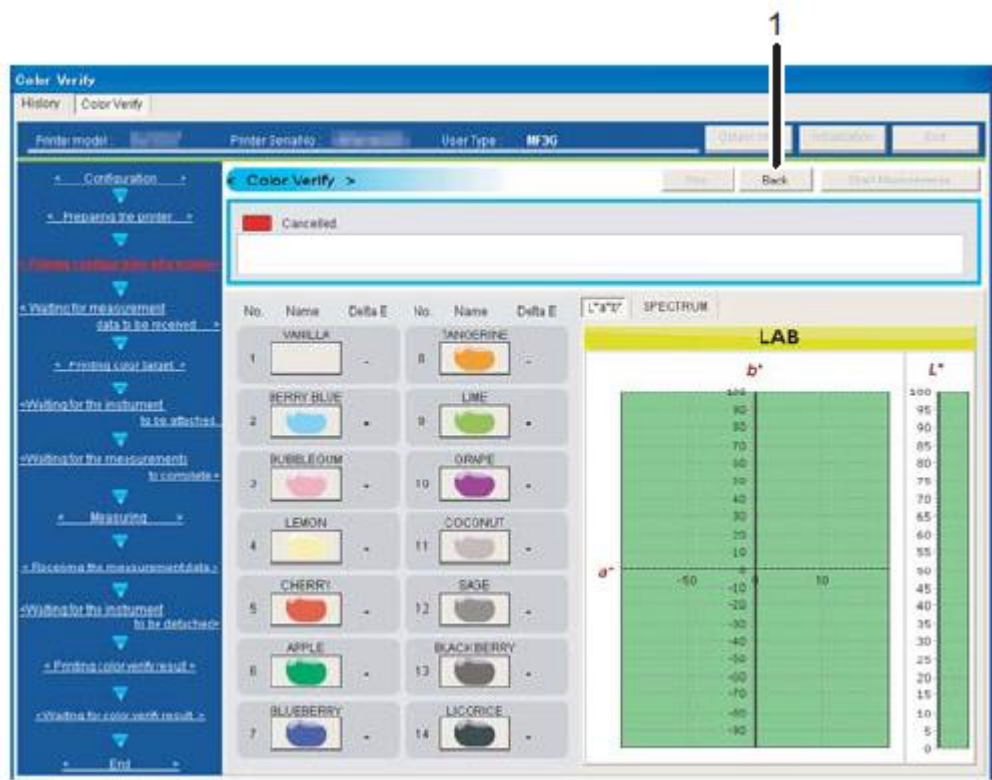 1
Color Verify
History Color Verify
Printer model : Printer Serial No : User Type : MF3G
End
< Color Verify >
Stop Back Start Measurements
Cancelled.
< Configuration >
< Preparing the printer >
< Waiting for measurement
data to be received >
< Printing color target >
<Waiting for the instrument
to be attached
<Waiting for the measurements
to complete>
< Measuring >
< Receiving the measurement data >
<Waiting for the instrument
to be detached>
< Printing color verify result >
<Waiting for color verify result >
< End >
No. Name Delta E No. Name Delta E
VANILLA TANGERINE
1 - 8 -
BERRY BLUE LIME
2 - 9 -
BUBBLEGUM GRAPE
3 - 10 -
LEMON COCONUT
4 - 11 -
CHERRY SAGE
5 - 12 -
APPLE BLACKBERRY
6 - 13 -
BLUEBERRY LICORICE
7 - 14 -
L*a*b* SPECTRUM
LAB
b* L*
100
90
80
70
60
50
40
30
20
10
0
a* -50 0 50
-10
-20
-30
-40
-50
-60
-70
-80
-90
100
95
90
85
80
75
70
65
60
55
50
45
40
35
30
25
20
15
10
5
0